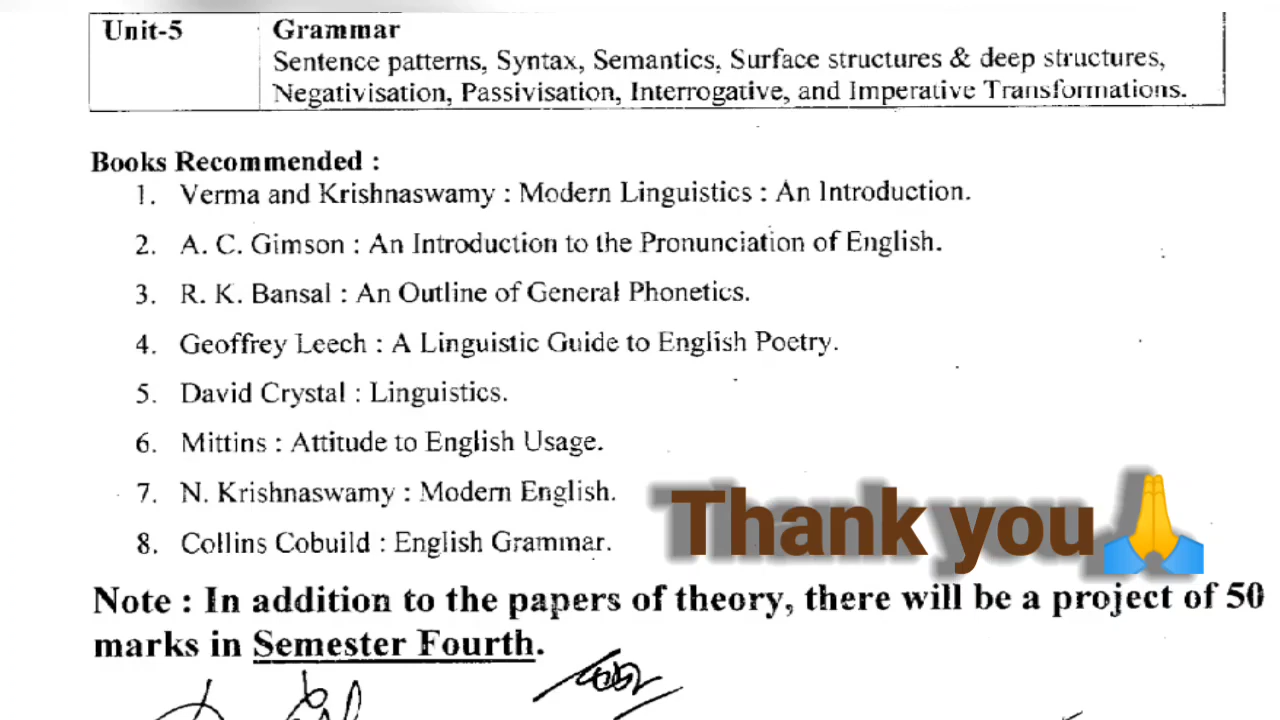 Unit-5 Grammar
Sentence patterns, Syntax, Semantics, Surface structures & deep structures,
Negativisation, Passivisation, Interrogative, and Imperative Transformations.
Books Recommended :
1. Verma and Krishnaswamy : Modern Linguistics : An Introduction.
2. A. C. Gimson : An Introduction to the Pronunciation of English.
3. R. K. Bansal : An Outline of General Phonetics.
4. Geoffrey Leech : A Linguistic Guide to English Poetry.
5. David Crystal : Linguistics.
6. Mittins : Attitude to English Usage.
7. N. Krishnaswamy : Modern English.
8. Collins Cobuild : English Grammar.
Thank you🙏
Note : In addition to the papers of theory, there will be a project of 50
marks in Semester Fourth.